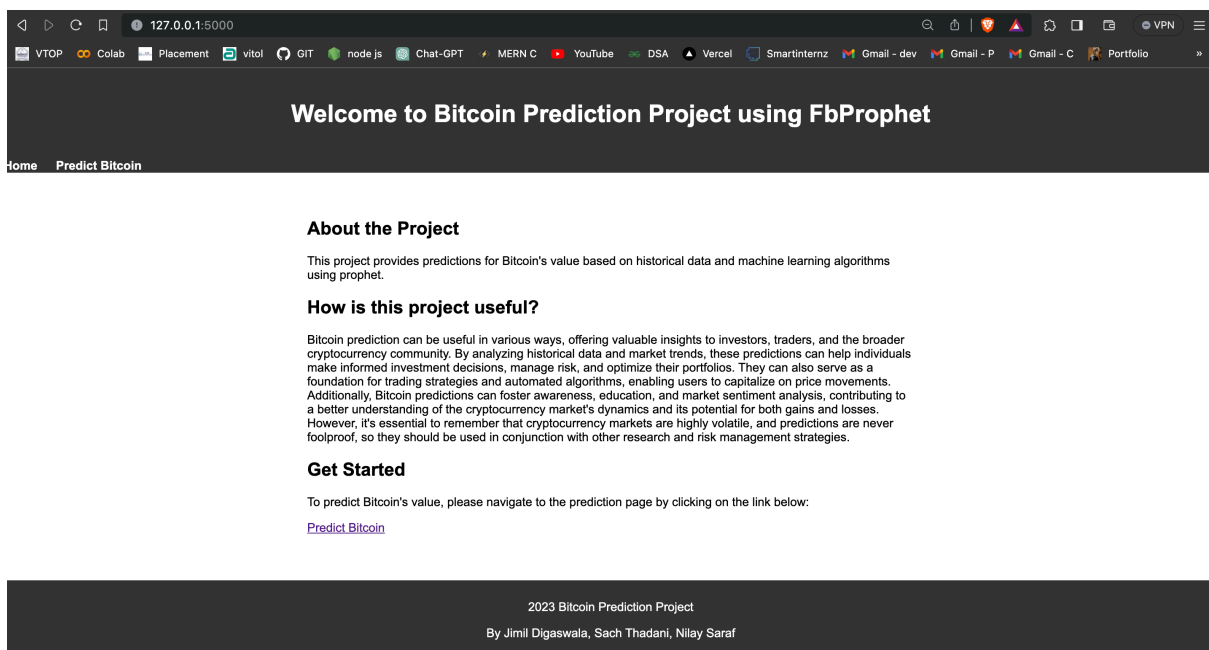 127.0.0.1:5000
VPN
VTOP Colab Placement vitol GIT node js Chat-GPT MERN C YouTube DSA Vercel Smartinternz Gmail - dev Gmail - P Gmail - C Portfolio »
Welcome to Bitcoin Prediction Project using FbProphet
Home Predict Bitcoin
About the Project
This project provides predictions for Bitcoin's value based on historical data and machine learning algorithms
using prophet.
How is this project useful?
Bitcoin prediction can be useful in various ways, offering valuable insights to investors, traders, and the broader
cryptocurrency community. By analyzing historical data and market trends, these predictions can help individuals
make informed investment decisions, manage risk, and optimize their portfolios. They can also serve as a
foundation for trading strategies and automated algorithms, enabling users to capitalize on price movements.
Additionally, Bitcoin predictions can foster awareness, education, and market sentiment analysis, contributing to
a better understanding of the cryptocurrency market's dynamics and its potential for both gains and losses.
However, it's essential to remember that cryptocurrency markets are highly volatile, and predictions are never
foolproof, so they should be used in conjunction with other research and risk management strategies.
Get Started
To predict Bitcoin's value, please navigate to the prediction page by clicking on the link below:
Predict Bitcoin
2023 Bitcoin Prediction Project
By Jimil Digaswala, Sach Thadani, Nilay Saraf